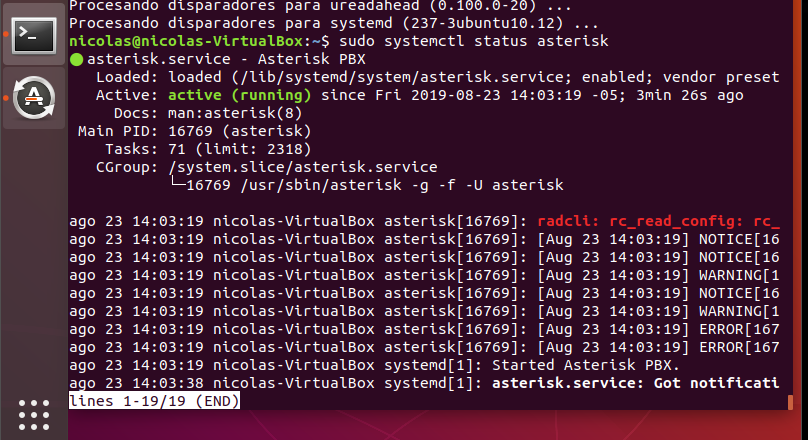 Procesando disparadores para ureadahead (0.100.0-20) ...
Procesando disparadores para systemd (237-3ubuntu10.12) ...
nicolas@nicolas-VirtualBox:~$ sudo systemctl status asterisk
● asterisk.service - Asterisk PBX
   Loaded: loaded (/lib/systemd/system/asterisk.service; enabled; vendor preset
   Active: active (running) since Fri 2019-08-23 14:03:19 -05; 3min 26s ago
     Docs: man:asterisk(8)
 Main PID: 16769 (asterisk)
    Tasks: 71 (limit: 2318)
   CGroup: /system.slice/asterisk.service
           └─16769 /usr/sbin/asterisk -g -f -U asterisk
ago 23 14:03:19 nicolas-VirtualBox asterisk[16769]: radcli: rc_read_config: rc_
ago 23 14:03:19 nicolas-VirtualBox asterisk[16769]: [Aug 23 14:03:19] NOTICE[16
ago 23 14:03:19 nicolas-VirtualBox asterisk[16769]: [Aug 23 14:03:19] NOTICE[16
ago 23 14:03:19 nicolas-VirtualBox asterisk[16769]: [Aug 23 14:03:19] WARNING[1
ago 23 14:03:19 nicolas-VirtualBox asterisk[16769]: [Aug 23 14:03:19] NOTICE[16
ago 23 14:03:19 nicolas-VirtualBox asterisk[16769]: [Aug 23 14:03:19] WARNING[1
ago 23 14:03:19 nicolas-VirtualBox asterisk[16769]: [Aug 23 14:03:19] ERROR[167
ago 23 14:03:19 nicolas-VirtualBox asterisk[16769]: [Aug 23 14:03:19] ERROR[167
ago 23 14:03:19 nicolas-VirtualBox systemd[1]: Started Asterisk PBX.
ago 23 14:03:38 nicolas-VirtualBox systemd[1]: asterisk.service: Got notificati
lines 1-19/19 (END)